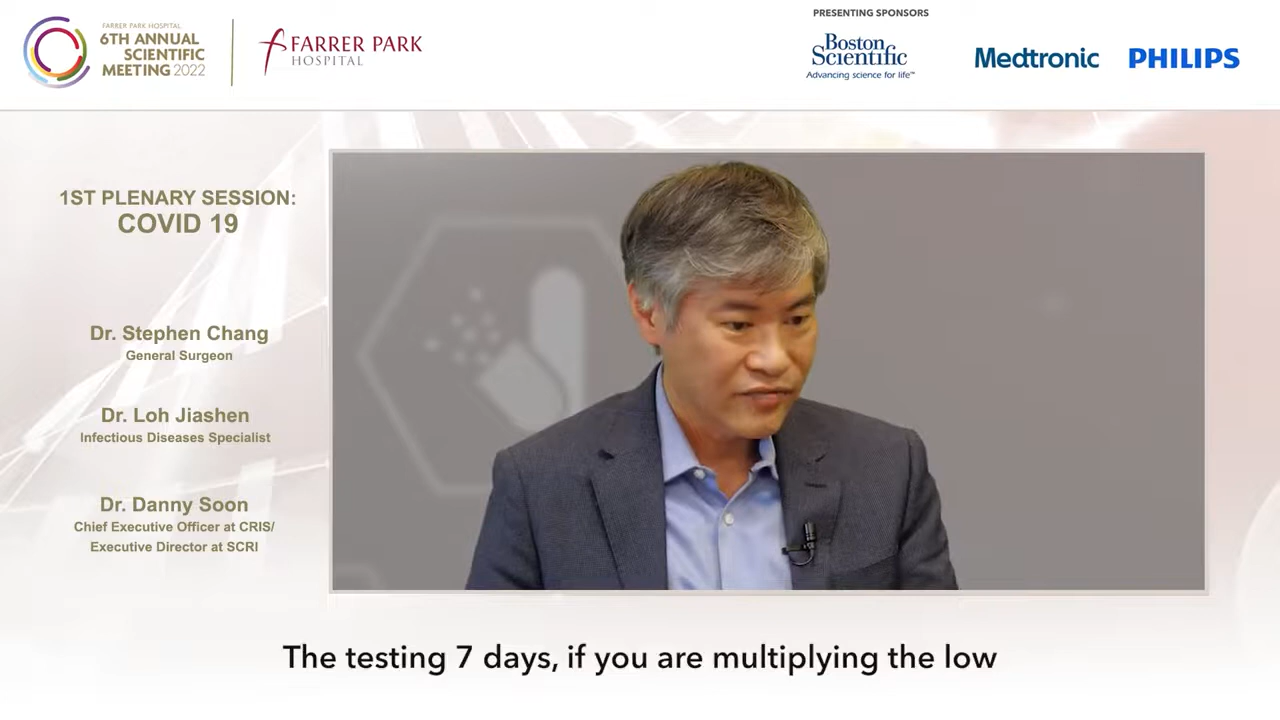 FARRER PARK HOSPITAL
6TH ANNUAL
SCIENTIFIC
MEETING 2022
FARRER PARK
HOSPITAL
PRESENTING SPONSORS
Boston
Scientific
Advancing science for life™
Medtronic
PHILIPS
1ST PLENARY SESSION:
COVID 19
Dr. Stephen Chang
General Surgeon
Dr. Loh Jiashen
Infectious Diseases Specialist
Dr. Danny Soon
Chief Executive Officer at CRIS/
Executive Director at SCRI
The testing 7 days, if you are multiplying the low